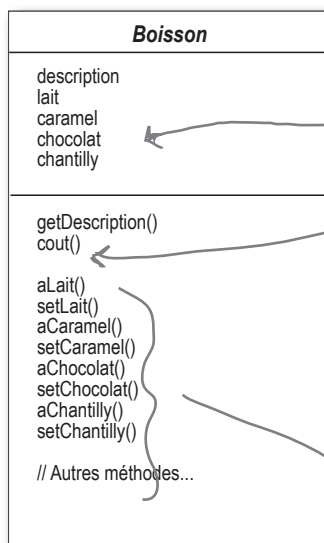 Boisson
description
lait
caramel
chocolat
chantilly
getDescription()
cout()
aLait()
setLait()
aCaramel()
setCaramel()
aChocolat()
setChocolat()
aChantilly()
setChantilly()
// Autres méthodes...